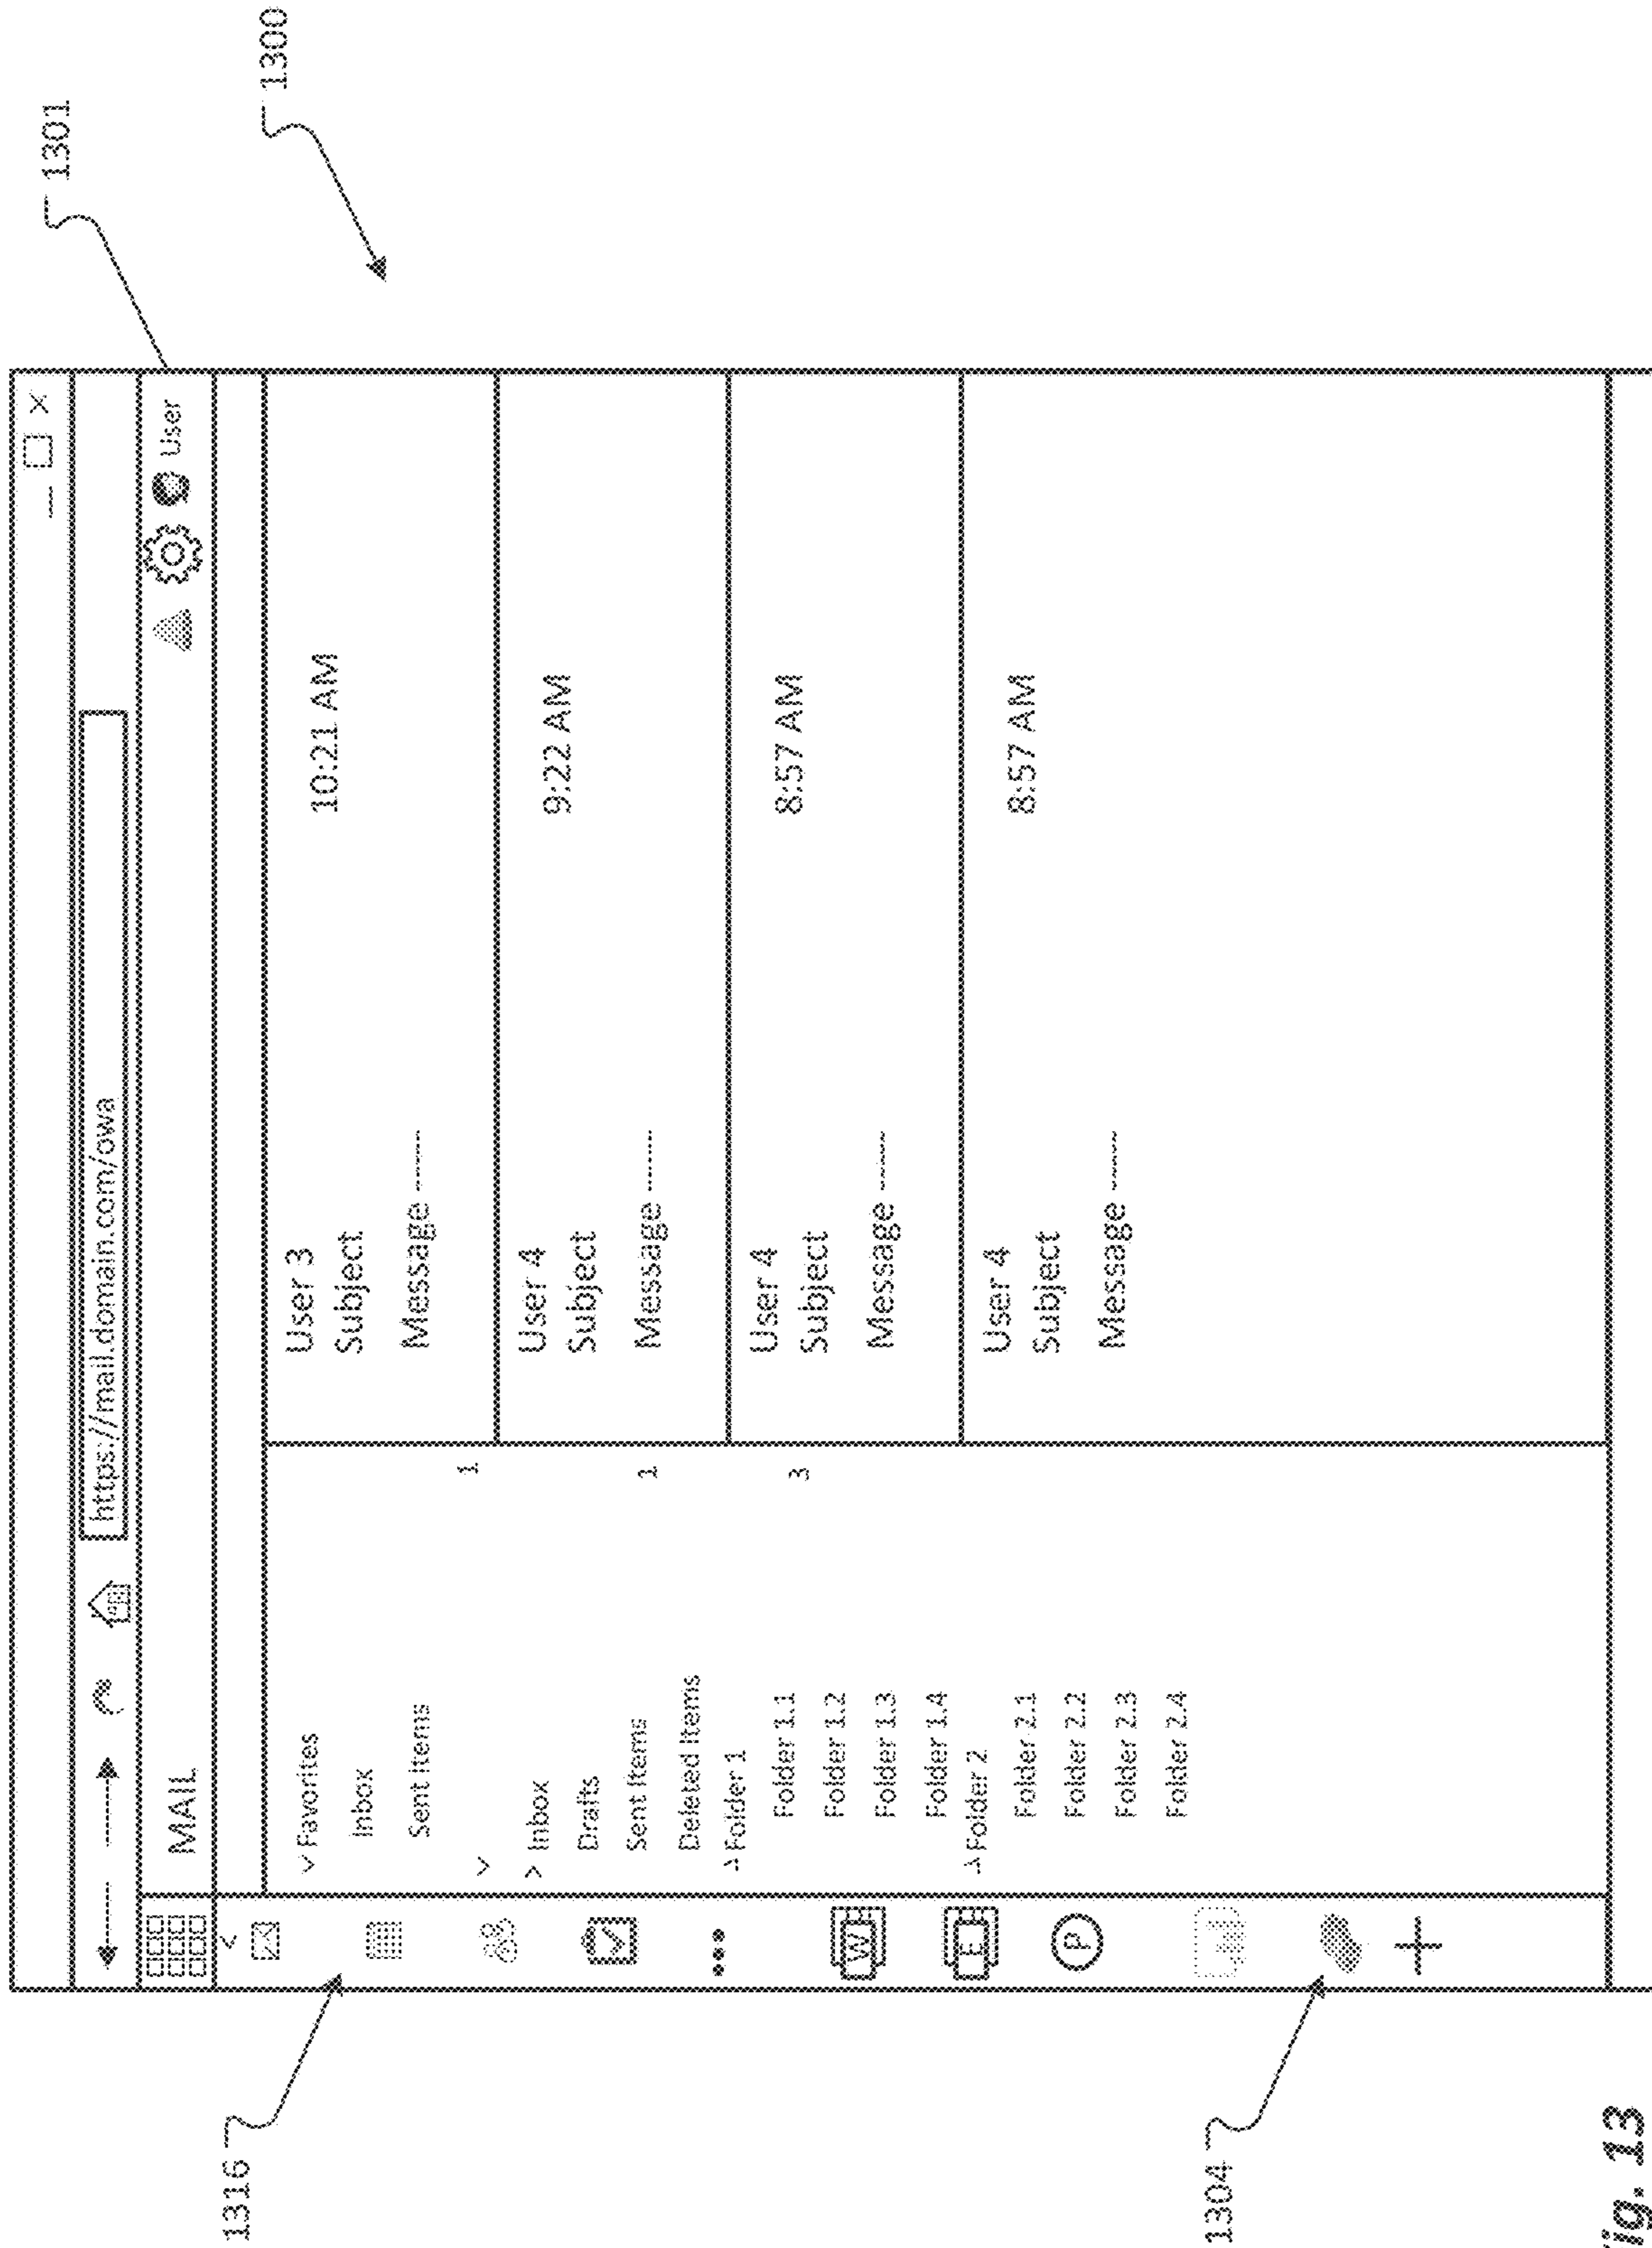 1301
1300
https://mail.domain.com/owa
MAIL
User
Favorites
Inbox
Sent Items
1
Inbox
Drafts
Sent Items
1
Deleted Items
Folder 1
Folder 1.1
3
Folder 1.2
Folder 1.3
Folder 1.4
Folder 2
Folder 2.1
Folder 2.2
Folder 2.3
Folder 2.4
User 3
Subject
10:21 AM
Message -------
User 4
Subject
9:22 AM
Message -------
User 4
Subject
8:57 AM
Message -------
User 4
Subject
8:57 AM
Message -------
W
E
P
1316
1304
Fig. 13